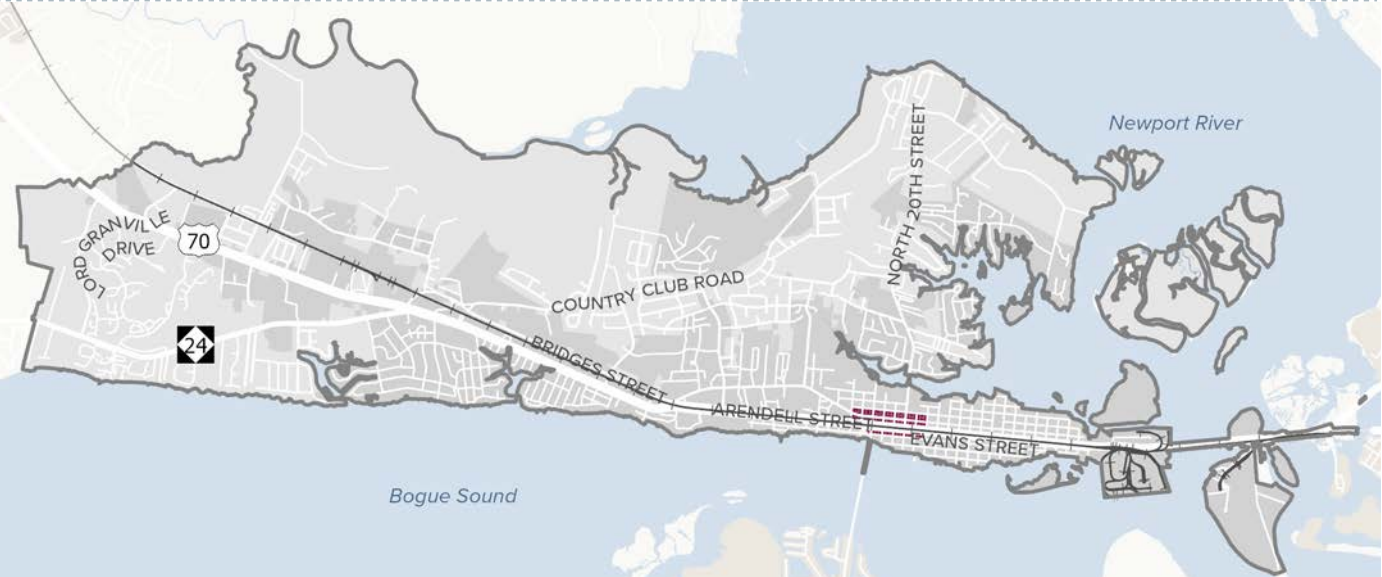 Newport River
NORTH 20TH STREET
LORD GRANVILLE
DRIVE
70
COUNTRY CLUB ROAD
24
BRIDGES STREET
ARENDELL STREET
EVANS STREET
Bogue Sound